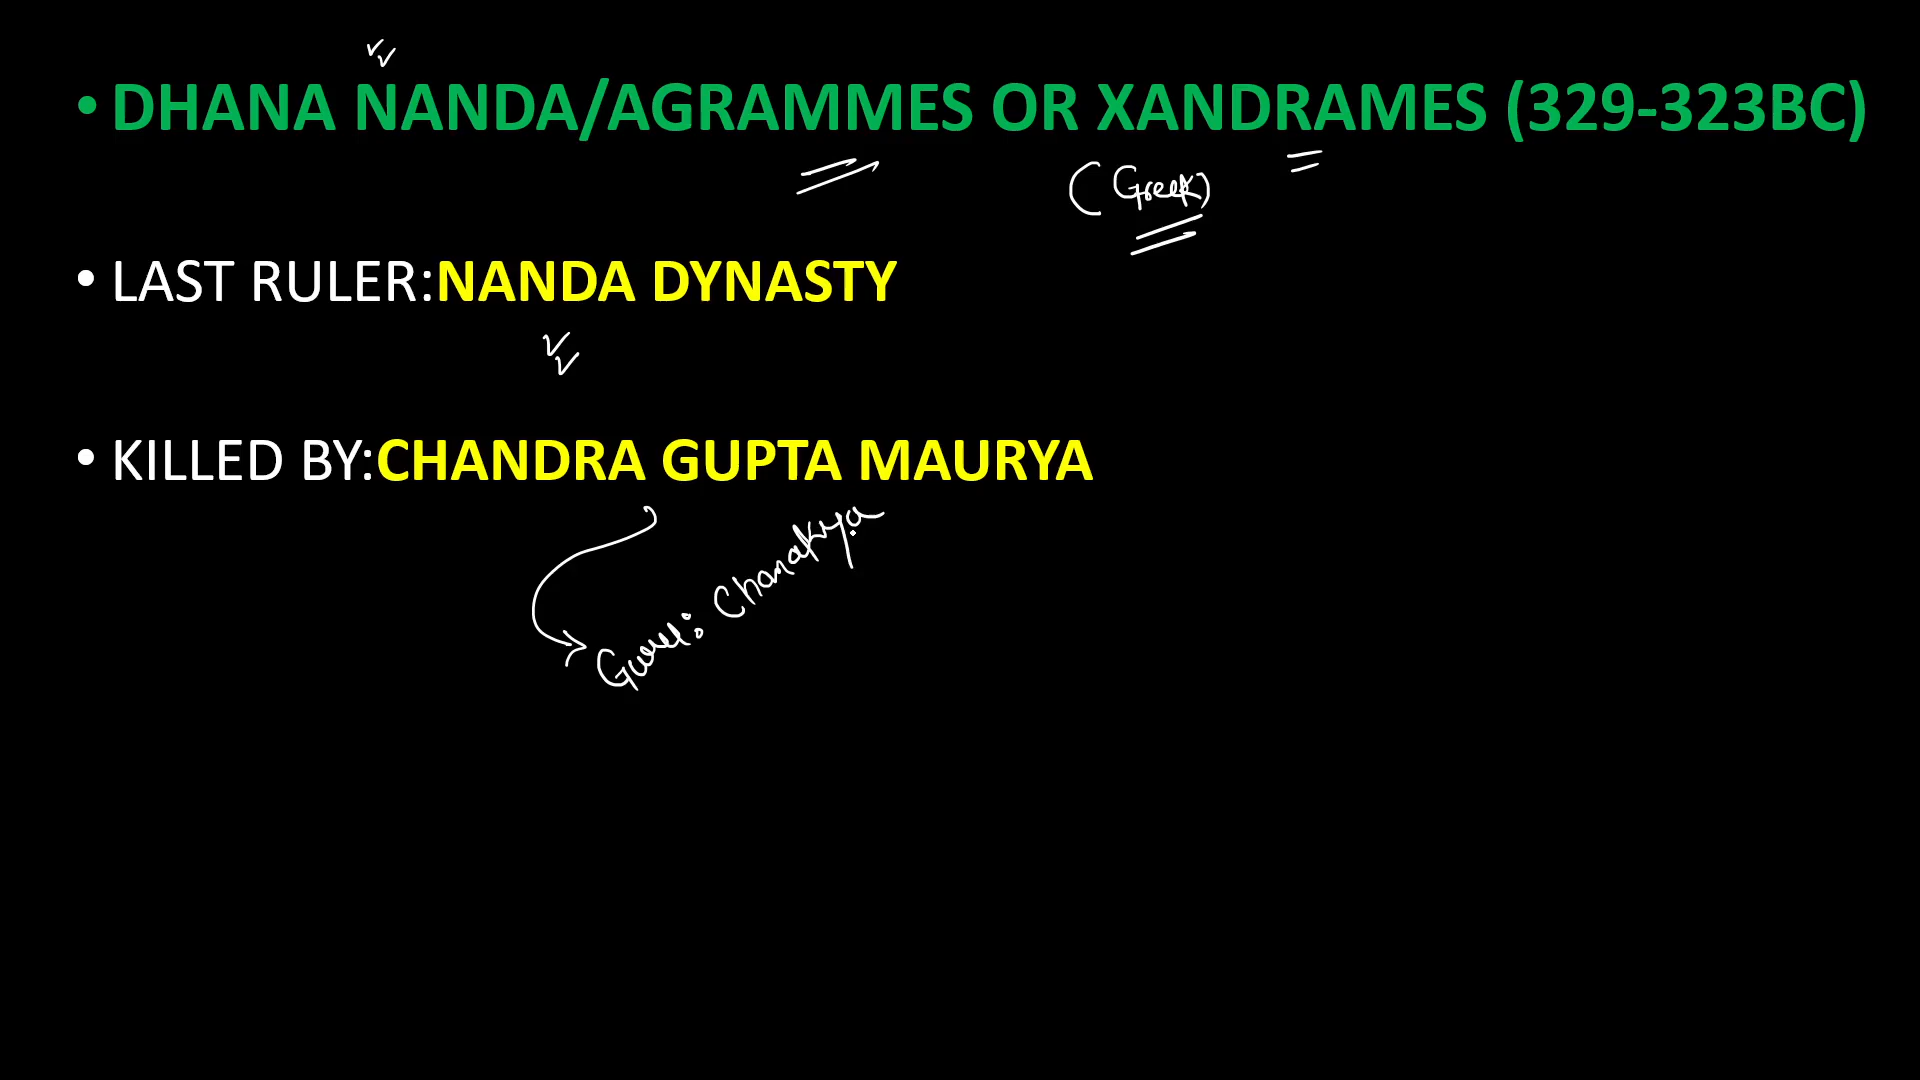 • DHANA NANDA/AGRAMMES OR XANDRAMES (329-323BC)
(Greek)
• LAST RULER:NANDA DYNASTY
• KILLED BY:CHANDRA GUPTA MAURYA
Guru: Chanakya